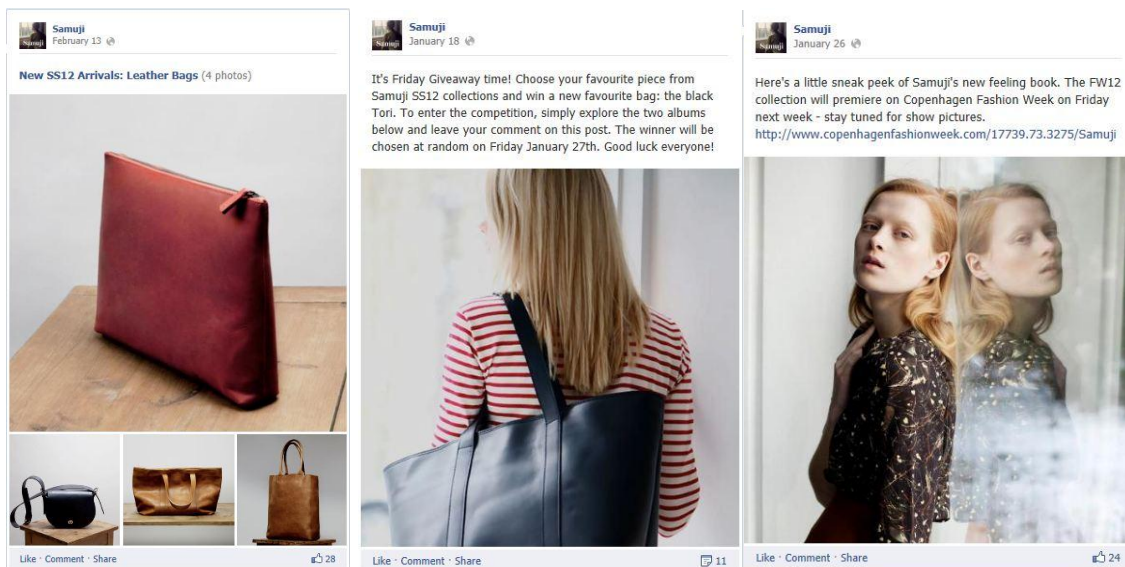 Samuji
February 13
New SS12 Arrivals: Leather Bags (4 photos)
Samuji
Like · Comment · Share
28
Samuji
January 18
It's Friday Giveaway time! Choose your favourite piece from
Samuji SS12 collections and win a new favourite bag: the black
Tori. To enter the competition, simply explore the two albums
below and leave your comment on this post. The winner will be
chosen at random on Friday January 27th. Good luck everyone!
Samuji
Like · Comment · Share
11
Samuji
January 26
Here's a little sneak peek of Samuji's new feeling book. The FW12
collection will premiere on Copenhagen Fashion Week on Friday
next week - stay tuned for show pictures.
http://www.copenhagenfashionweek.com/17739.73.3275/Samuji
Samuji
Like · Comment · Share
24